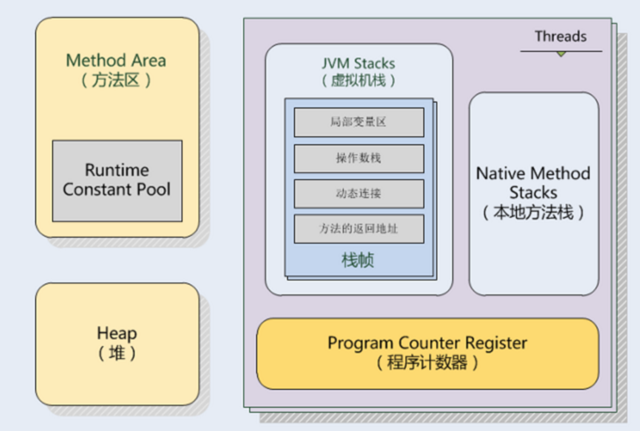 Method Area
（方法区）
Runtime
Constant Pool
Heap
（堆）
Threads
JVM Stacks
（虚拟机栈）
局部变量区
操作数栈
动态连接
方法的返回地址
栈帧
Native Method
Stacks
（本地方法栈）
Program Counter Register
（程序计数器）